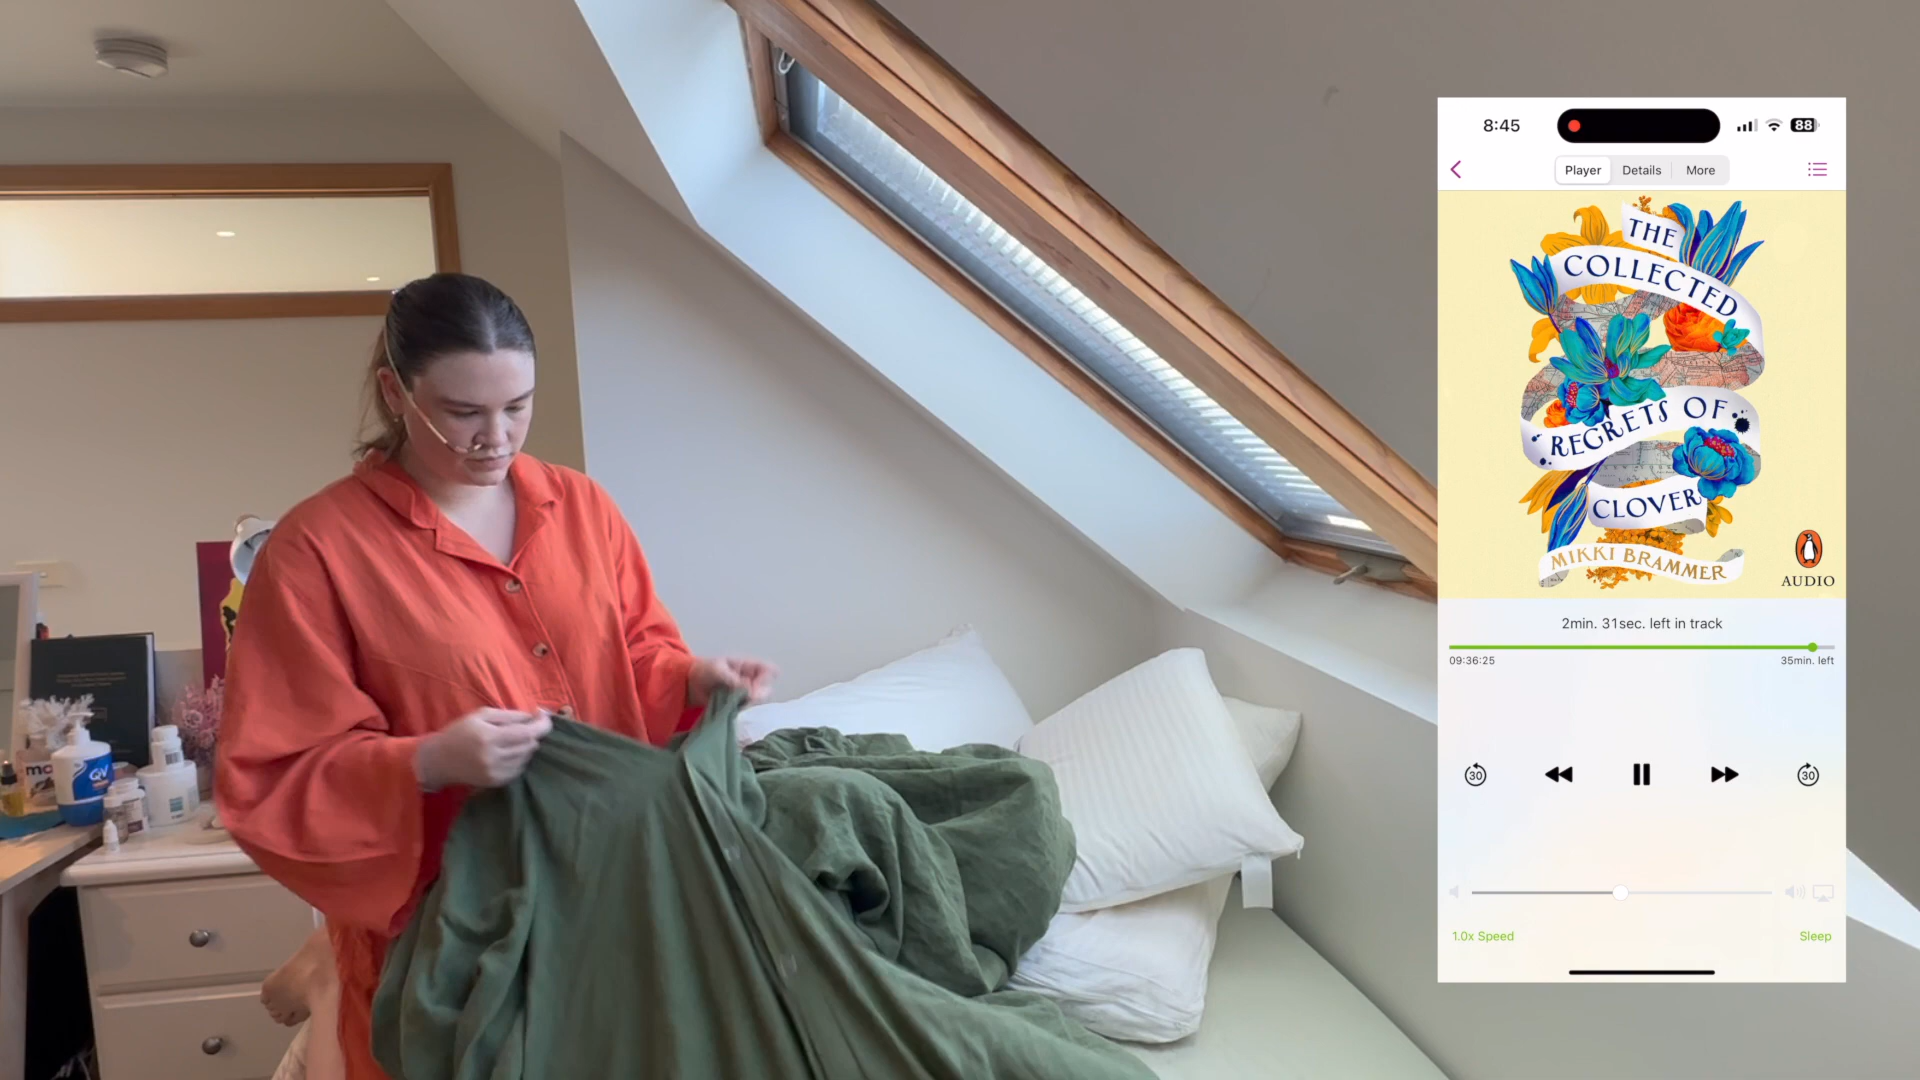 8:45
88
Player
Details
More
THE
COLLECTED
REGRETS OF
CLOVER
MIKKI BRAMMER
AUDIO
2min. 31sec. left in track
09:36:25
35min. left
30
30
1.0x Speed
Sleep
QV